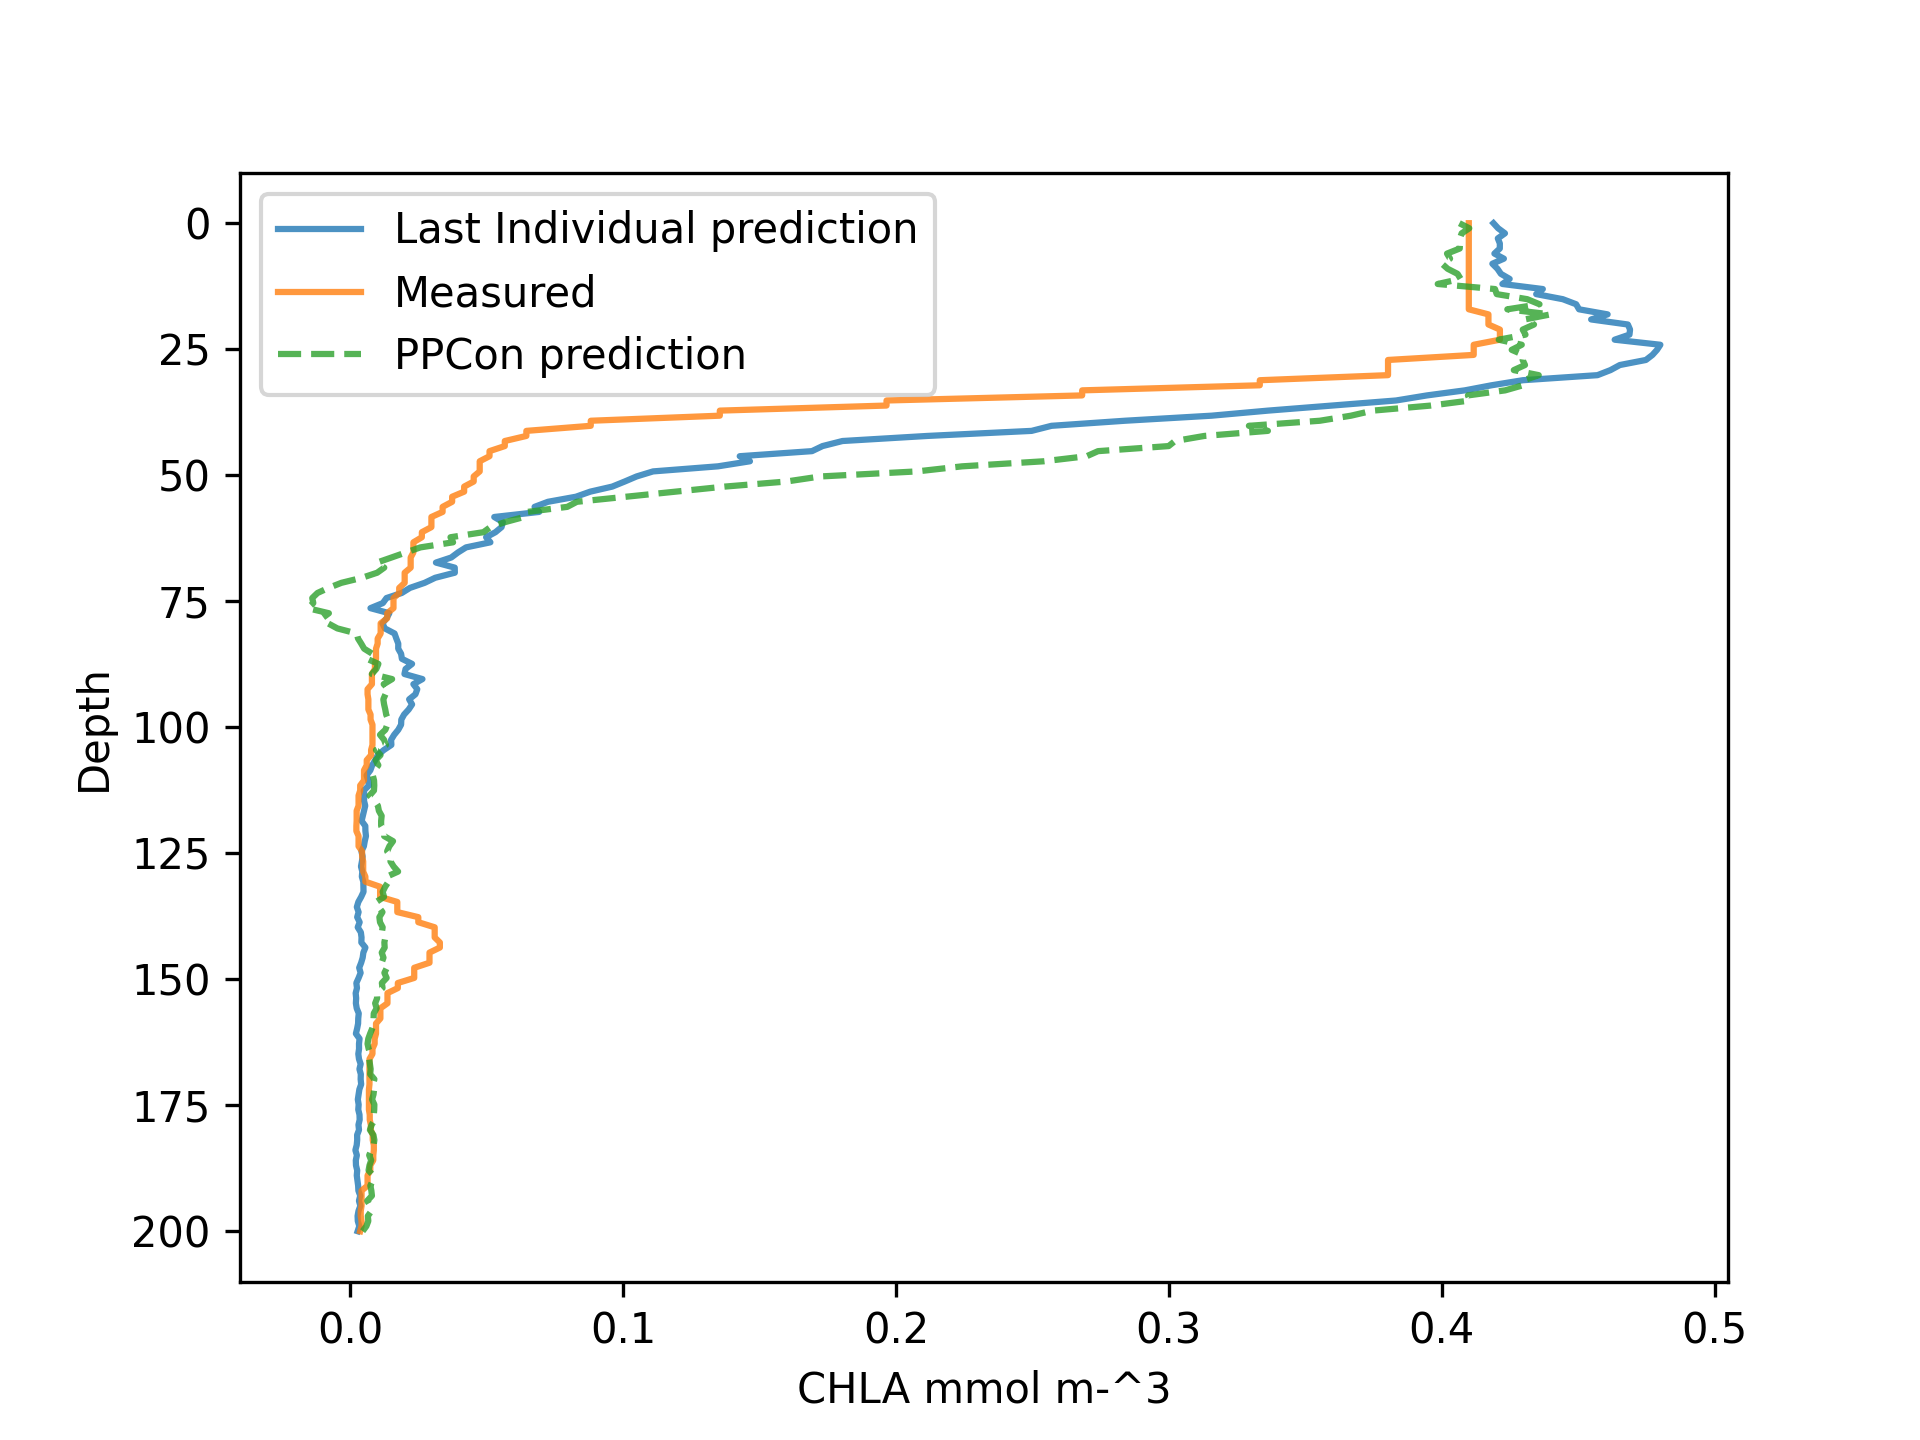 Last Individual prediction
Measured
PPCon prediction
0
25
50
75
100
125
150
175
200
Depth
0.0 0.1 0.2 0.3 0.4 0.5
CHLA mmol m-^3